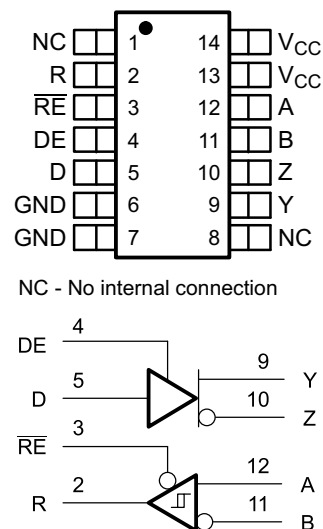 NC 1 14 VCC
R 2 13 VCC
RE 3 12 A
DE 4 11 B
D 5 10 Z
GND 6 9 Y
GND 7 8 NC
NC - No internal connection
DE 4
9 Y
D 5
10 Z
RE 3
12 A
R 2
11 B